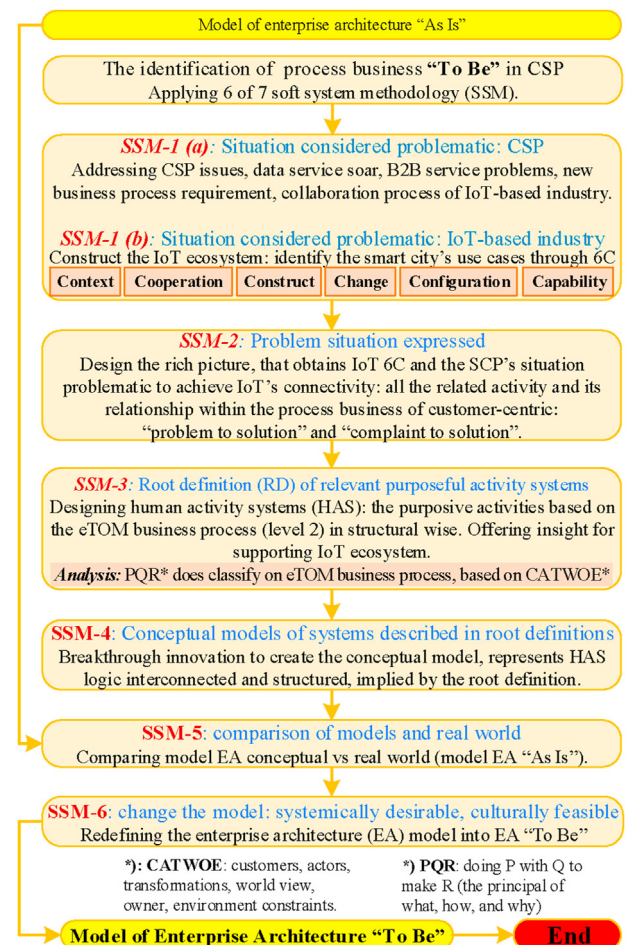 Model of enterprise architecture “As Is”
The identification of process business “To Be” in CSP
Applying 6 of 7 soft system methodology (SSM).
SSM-1 (a): Situation considered problematic: CSP
Addressing CSP issues, data service soar, B2B service problems, new
business process requirement, collaboration process of IoT-based industry.
SSM-1 (b): Situation considered problematic: IoT-based industry
Construct the IoT ecosystem: identify the smart city’s use cases through 6C
Context Cooperation Construct Change Configuration Capability
SSM-2: Problem situation expressed
Design the rich picture, that obtains IoT 6C and the SCP’s situation
problematic to achieve IoT’s connectivity: all the related activity and its
relationship within the process business of customer-centric:
“problem to solution” and “complaint to solution”.
SSM-3: Root definition (RD) of relevant purposeful activity systems
Designing human activity systems (HAS): the purposive activities based on
the eTOM business process (level 2) in structural wise. Offering insight for
supporting IoT ecosystem.
Analysis: PQR* does classify on eTOM business process, based on CATWOE*
SSM-4: Conceptual models of systems described in root definitions
Breakthrough innovation to create the conceptual model, represents HAS
logic interconnected and structured, implied by the root definition.
SSM-5: comparison of models and real world
Comparing model EA conceptual vs real world (model EA “As Is”).
SSM-6: change the model: systemically desirable, culturally feasible
Redefining the enterprise architecture (EA) model into EA “To Be”
*): CATWOE: customers, actors,
transformations, world view,
owner, environment constraints.
*) PQR: doing P with Q to
make R (the principal of
what, how, and why)
Model of Enterprise Architecture “To Be”
End